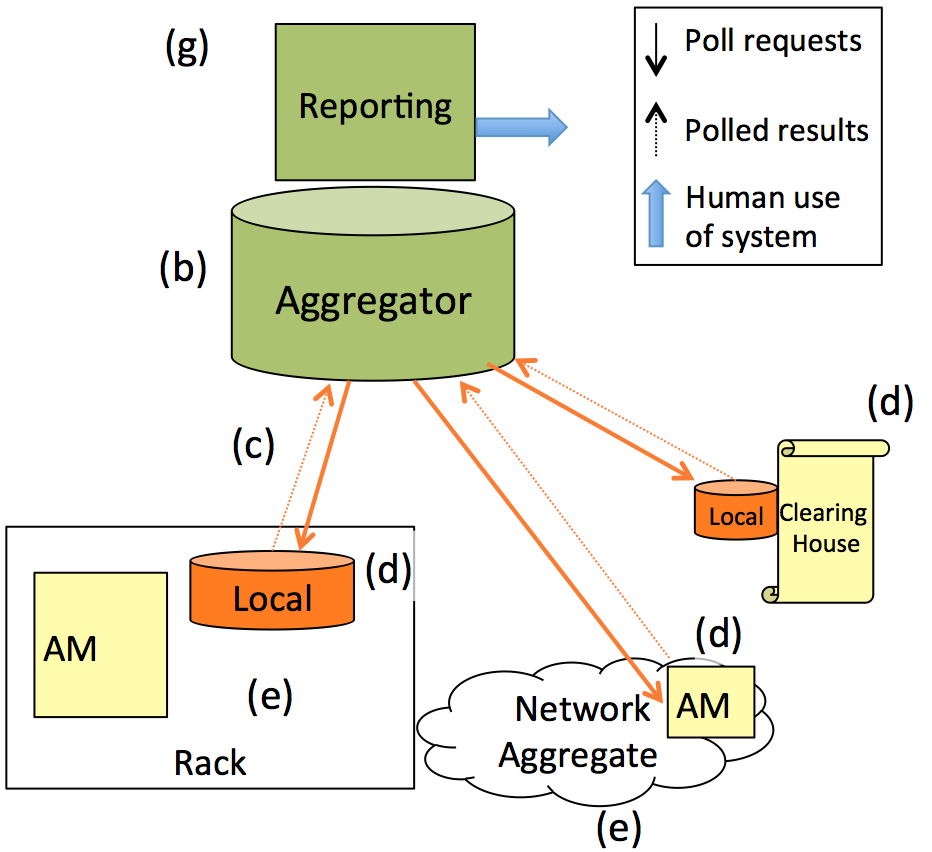 (g)
Reporting
Poll requests
Polled results
Human use
of system
(b)
Aggregator
(c)
(d)
Local
Clearing
House
(d)
Local
AM
(e)
Rack
(d)
AM
Network
Aggregate
(e)